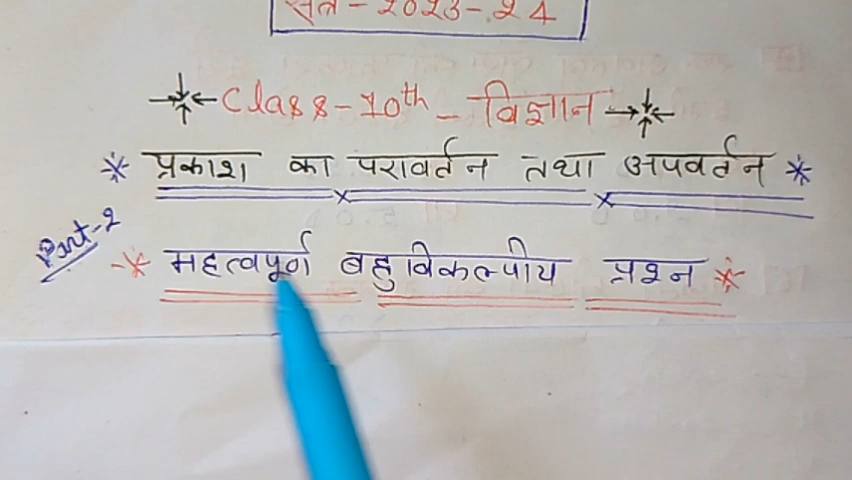 सत्र - 2023-24
Class-10th - विज्ञान
* प्रकाश का परावर्तन तथा अपवर्तन *
Part-2
* महत्वपूर्ण बहुविकल्पीय प्रश्न *